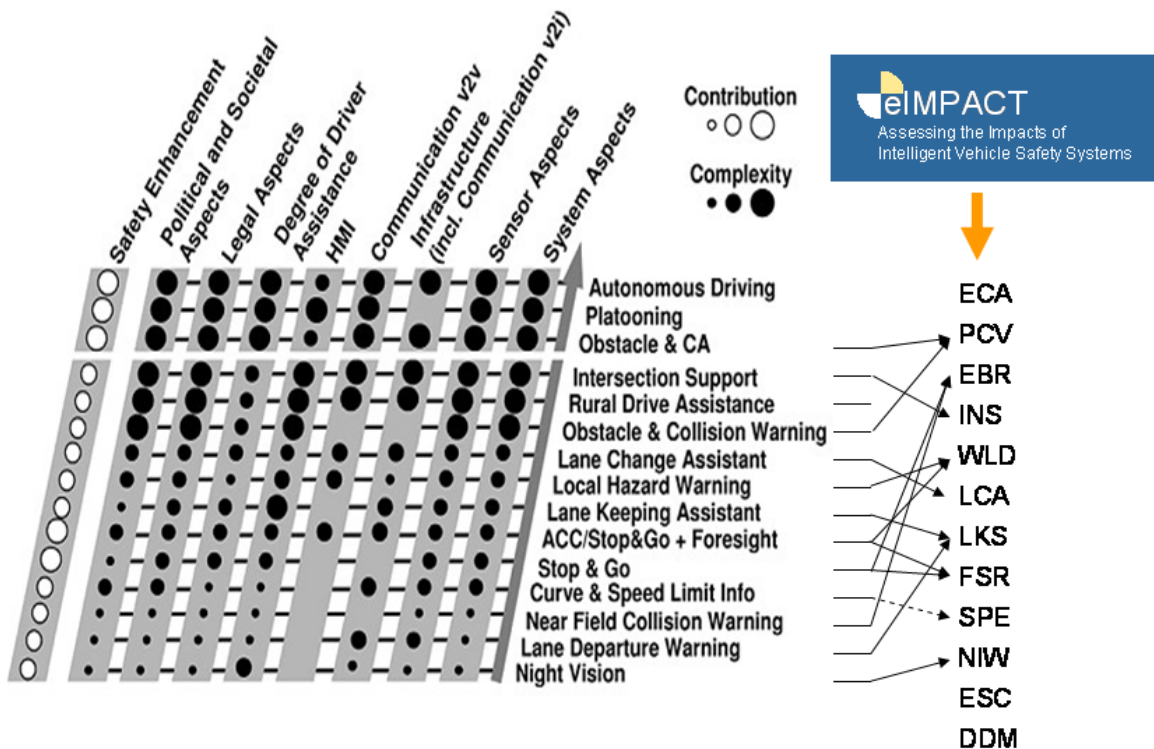 Safety Enhancement
Political and Societal
Aspects
Legal Aspects
Degree of Driver
Assistance
HMI
Communication v2v
Infrastructure
(incl. Communication v2i)
Sensor Aspects
System Aspects
Contribution
Complexity
eIMPACT
Assessing the Impacts of
Intelligent Vehicle Safety Systems
Autonomous Driving
Platooning
Obstacle & CA
Intersection Support
Rural Drive Assistance
Obstacle & Collision Warning
Lane Change Assistant
Local Hazard Warning
Lane Keeping Assistant
ACC/Stop&Go + Foresight
Stop & Go
Curve & Speed Limit Info
Near Field Collision Warning
Lane Departure Warning
Night Vision
ECA
PCV
EBR
INS
WLD
LCA
LKS
FSR
SPE
NIW
ESC
DDM